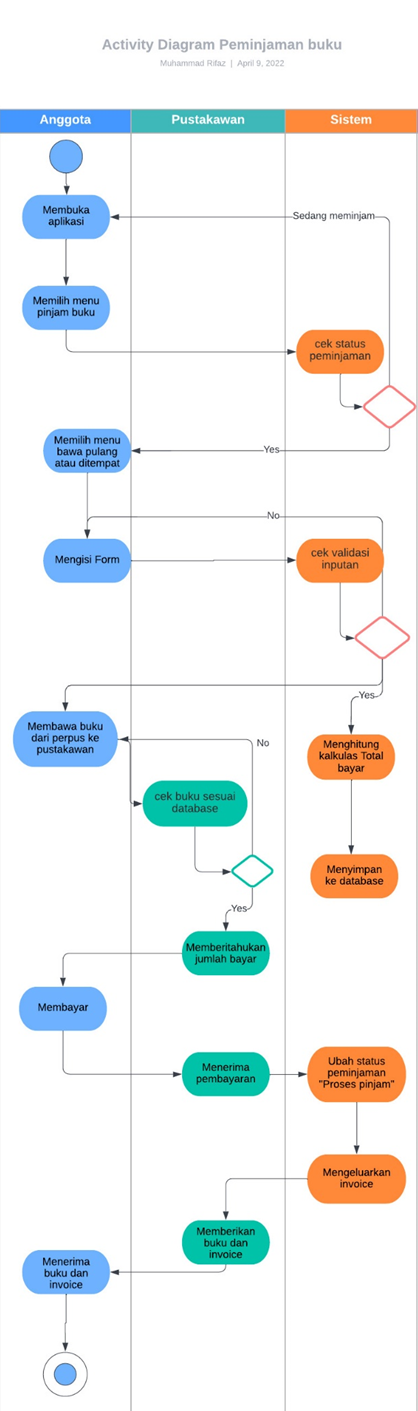 Activity Diagram Peminjaman buku
Muhammad Rifaz | April 9, 2022
Anggota
Pustakawan
Sistem
Membuka
aplikasi
Sedang meminjam
Memilih menu
pinjam buku
cek status
peminjaman
Memilih menu
bawa pulang
atau ditempat
Yes
No
Mengisi Form
cek validasi
inputan
Yes
Membawa buku
dari perpus ke
pustakawan
No
Menghitung
kalkulas Total
bayar
cek buku sesuai
database
Menyimpan
ke database
Yes
Memberitahukan
jumlah bayar
Membayar
Menerima
pembayaran
Ubah status
peminjaman
"Proses pinjam"
Mengeluarkan
invoice
Memberikan
buku dan
invoice
Menerima
buku dan
invoice